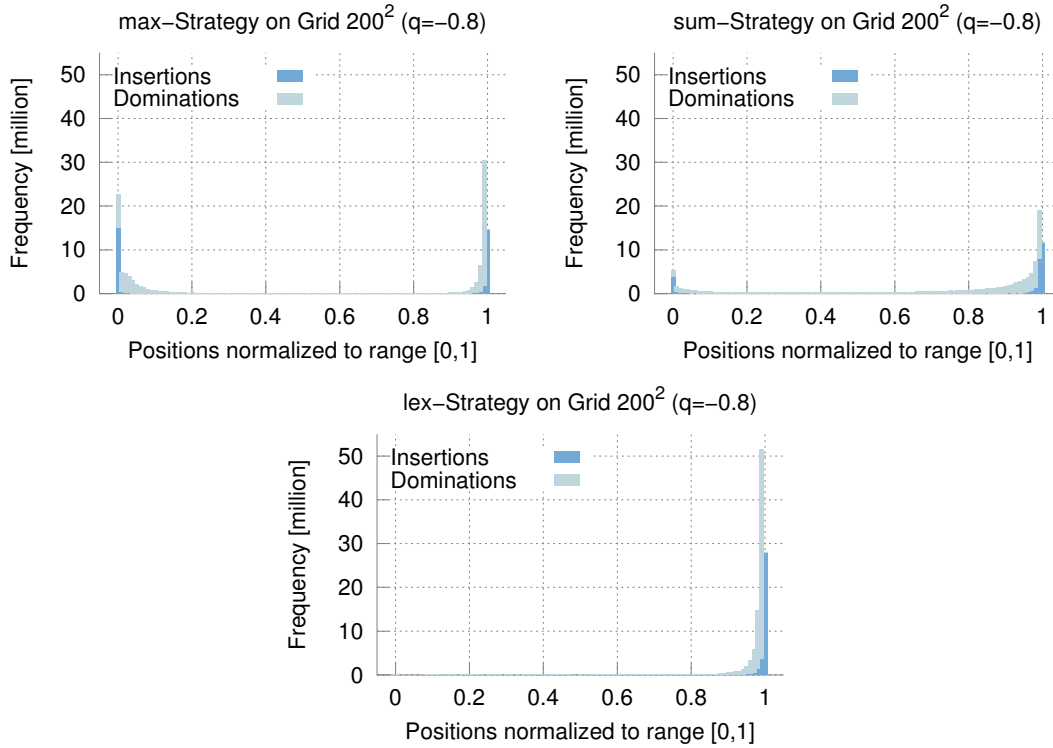 max−Strategy on Grid 200² (q=−0.8)
50
40
30
20
10
0
Frequency [million]
Insertions
Dominations
0 0.2 0.4 0.6 0.8 1
Positions normalized to range [0,1]
sum−Strategy on Grid 200² (q=−0.8)
50
40
30
20
10
0
Frequency [million]
Insertions
Dominations
0 0.2 0.4 0.6 0.8 1
Positions normalized to range [0,1]
lex−Strategy on Grid 200² (q=−0.8)
50
40
30
20
10
0
Frequency [million]
Insertions
Dominations
0 0.2 0.4 0.6 0.8 1
Positions normalized to range [0,1]